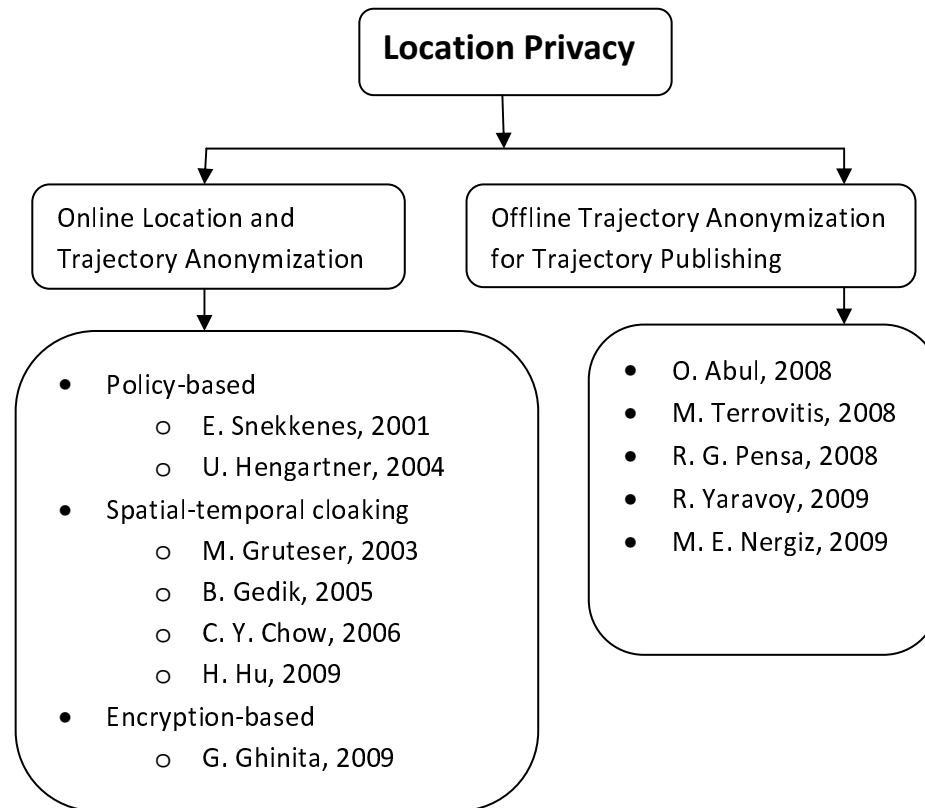 Location Privacy
Online Location and
Trajectory Anonymization
Offline Trajectory Anonymization
for Trajectory Publishing
• Policy-based
o E. Snekkenes, 2001
o U. Hengartner, 2004
• Spatial-temporal cloaking
o M. Gruteser, 2003
o B. Gedik, 2005
o C. Y. Chow, 2006
o H. Hu, 2009
• Encryption-based
o G. Ghinita, 2009
• O. Abul, 2008
• M. Terrovitis, 2008
• R. G. Pensa, 2008
• R. Yaravoy, 2009
• M. E. Nergiz, 2009